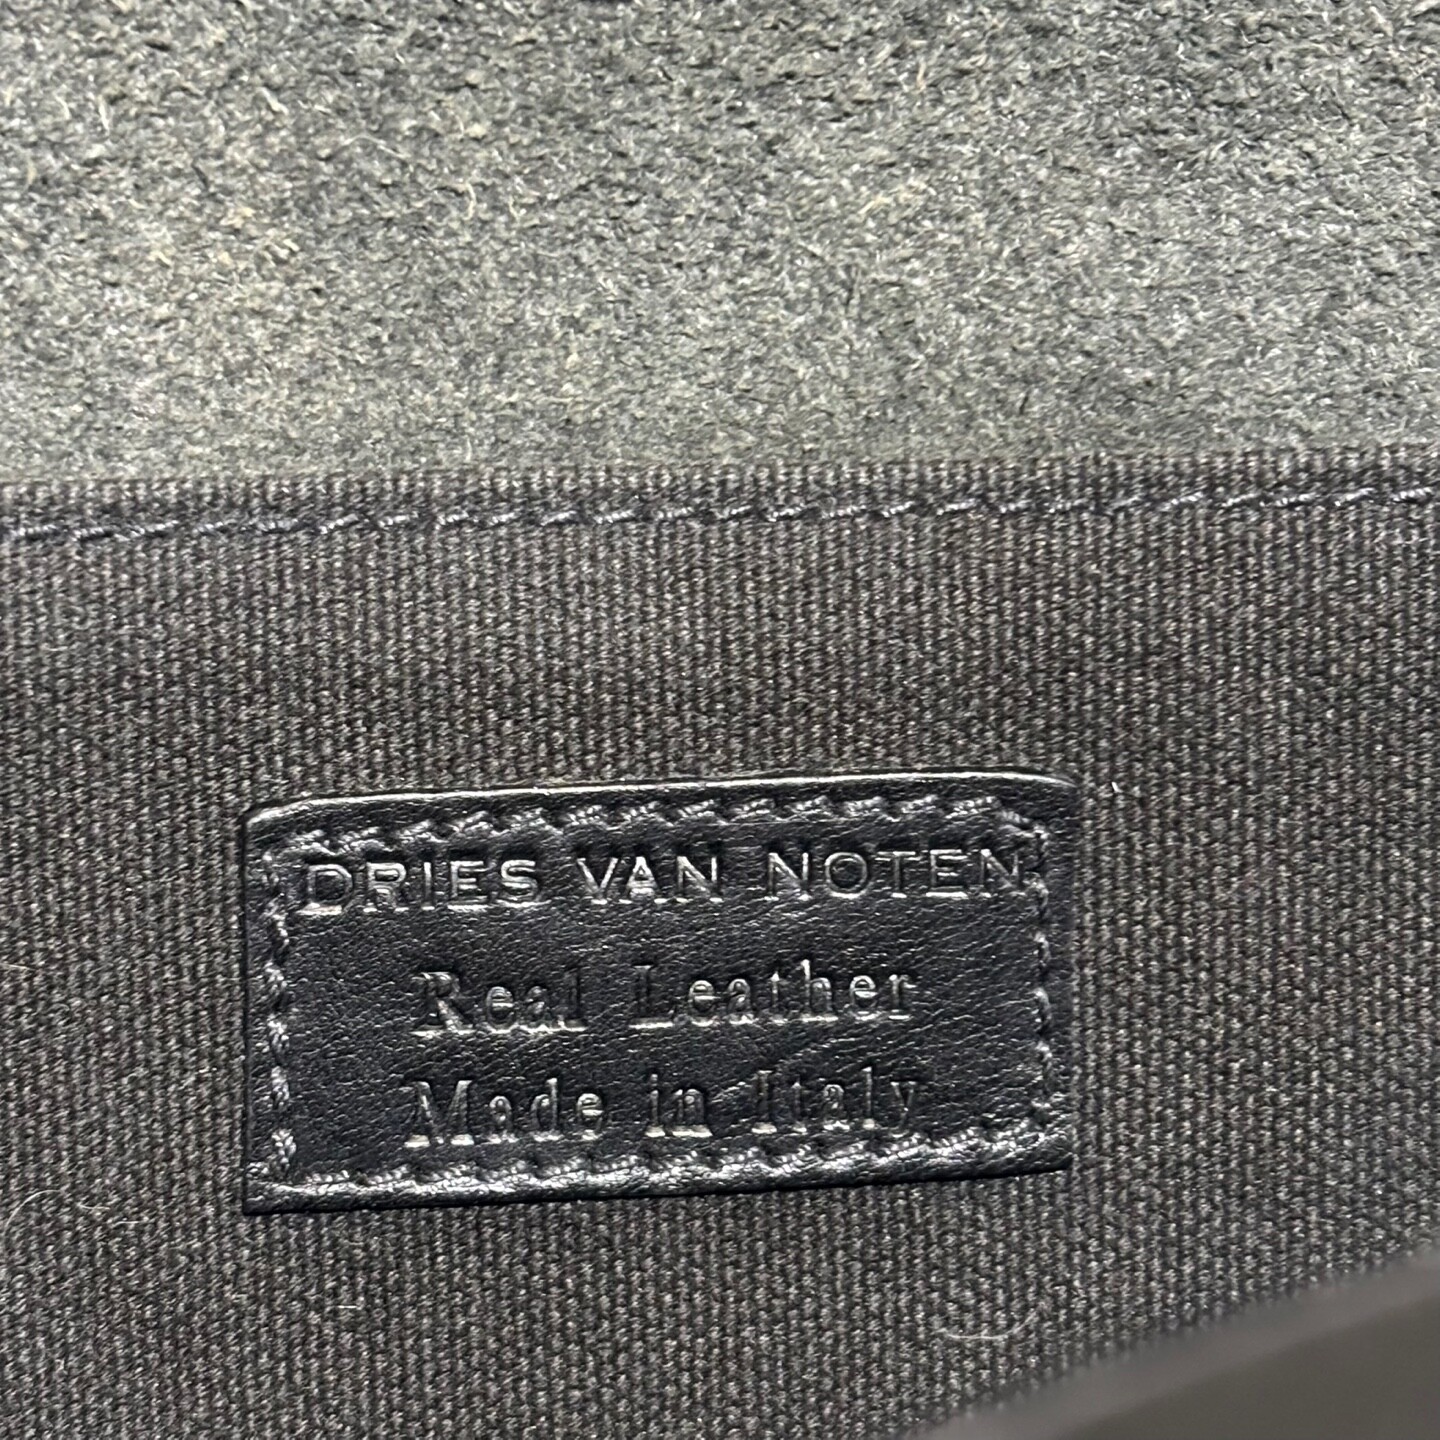 DRIES VAN NOTEN
Real Leather
Made in Italy